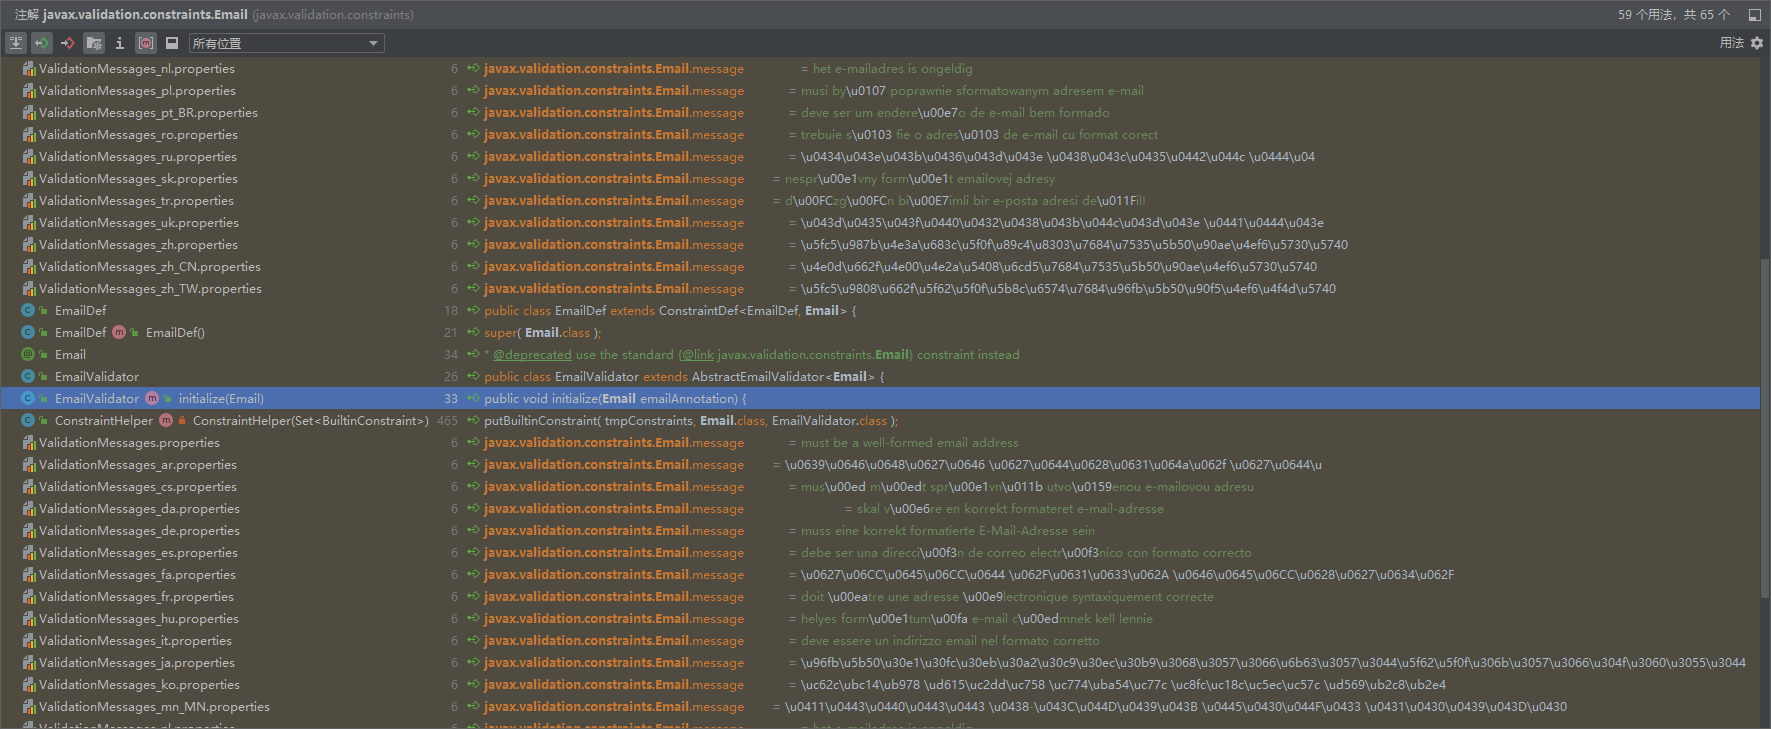 注解 javax.validation.constraints.Email (javax.validation.constraints) 59 个用法，共 65 个
所有位置 用法
ValidationMessages_nl.properties 6 javax.validation.constraints.Email.message = het e-mailadres is ongeldig
ValidationMessages_pl.properties 6 javax.validation.constraints.Email.message = musi by\u0107 poprawnie sformatowanym adresem e-mail
ValidationMessages_pt_BR.properties 6 javax.validation.constraints.Email.message = deve ser um endere\u00e7o de e-mail bem formado
ValidationMessages_ro.properties 6 javax.validation.constraints.Email.message = trebuie s\u0103 fie o adres\u0103 de e-mail cu format corect
ValidationMessages_ru.properties 6 javax.validation.constraints.Email.message = \u0434\u043e\u043b\u0436\u043d\u043e \u0438\u043c\u0435\u0442\u044c \u0444\u04
ValidationMessages_sk.properties 6 javax.validation.constraints.Email.message = nespr\u00e1vny form\u00e1t emailovej adresy
ValidationMessages_tr.properties 6 javax.validation.constraints.Email.message = d\u00FCzg\u00FCn bi\u00E7imli bir e-posta adresi de\u011Fil!
ValidationMessages_uk.properties 6 javax.validation.constraints.Email.message = \u043d\u0435\u043f\u0440\u0432\u0438\u043b\u044c\u043d\u043e \u0441\u0444\u043e
ValidationMessages_zh.properties 6 javax.validation.constraints.Email.message = \u5fc5\u987b\u4e3a\u683c\u5f0f\u89c4\u8303\u7684\u7535\u5b50\u90ae\u4ef6\u5730\u5740
ValidationMessages_zh_CN.properties 6 javax.validation.constraints.Email.message = \u4e0d\u662f\u4e00\u4e2a\u5408\u6cd5\u7684\u7535\u5b50\u90ae\u4ef6\u5730\u5740
ValidationMessages_zh_TW.properties 6 javax.validation.constraints.Email.message = \u5fc5\u9808\u662f\u5f62\u5f0f\u5b8c\u6574\u7684\u96fb\u5b50\u90f5\u4ef6\u4f4d\u5740
EmailDef 18 public class EmailDef extends ConstraintDef<EmailDef, Email> {
EmailDef EmailDef() 21 super( Email.class );
Email 34 * @deprecated use the standard {@link javax.validation.constraints.Email} constraint instead
EmailValidator 26 public class EmailValidator extends AbstractEmailValidator<Email> {
EmailValidator initialize(Email) 33 public void initialize(Email emailAnnotation) {
ConstraintHelper ConstraintHelper(Set<BuiltinConstraint>) 465 putBuiltinConstraint( tmpConstraints, Email.class, EmailValidator.class );
ValidationMessages.properties 6 javax.validation.constraints.Email.message = must be a well-formed email address
ValidationMessages_ar.properties 6 javax.validation.constraints.Email.message = \u0639\u0646\u0648\u0627\u0646 \u0627\u0644\u0628\u0631\u064a\u062f \u0627\u0644\u
ValidationMessages_cs.properties 6 javax.validation.constraints.Email.message = mus\u00ed m\u00edt spr\u00e1vn\u011b utvo\u0159enou e-mailovou adresu
ValidationMessages_da.properties 6 javax.validation.constraints.Email.message = skal v\u00e6re en korrekt formateret e-mail-adresse
ValidationMessages_de.properties 6 javax.validation.constraints.Email.message = muss eine korrekt formatierte E-Mail-Adresse sein
ValidationMessages_es.properties 6 javax.validation.constraints.Email.message = debe ser una direcci\u00f3n de correo electr\u00f3nico con formato correcto
ValidationMessages_fa.properties 6 javax.validation.constraints.Email.message = \u0627\u06CC\u0645\u06CC\u0644 \u062F\u0631\u0633\u062A \u0646\u0645\u06CC\u0628\u0627\u0634\u062F
ValidationMessages_fr.properties 6 javax.validation.constraints.Email.message = doit \u00eatre une adresse \u00e9lectronique syntaxiquement correcte
ValidationMessages_hu.properties 6 javax.validation.constraints.Email.message = helyes form\u00e1tum\u00fa e-mail c\u00edmnek kell lennie
ValidationMessages_it.properties 6 javax.validation.constraints.Email.message = deve essere un indirizzo email nel formato corretto
ValidationMessages_ja.properties 6 javax.validation.constraints.Email.message = \u96fb\u5b50\u30e1\u30fc\u30eb\u30a2\u30c9\u30ec\u30b9\u3068\u3057\u3066\u6b63\u3057\u3044\u5f62\u5f0f\u306b\u3057\u3066\u304f\u3060\u3055\u3044
ValidationMessages_ko.properties 6 javax.validation.constraints.Email.message = \uc62c\ubc14\ub978 \ud615\uc2dd\uc758 \uc774\uba54\uc77c \uc8fc\uc18c\uc5ec\uc57c \ud569\ub2c8\ub2e4
ValidationMessages_mn_MN.properties 6 javax.validation.constraints.Email.message = \u0411\u0443\u0440\u0443\u0443 \u0438-\u043C\u044D\u0439\u043B \u0445\u0430\u044F\u0433 \u0431\u0430\u0439\u043D\u0430